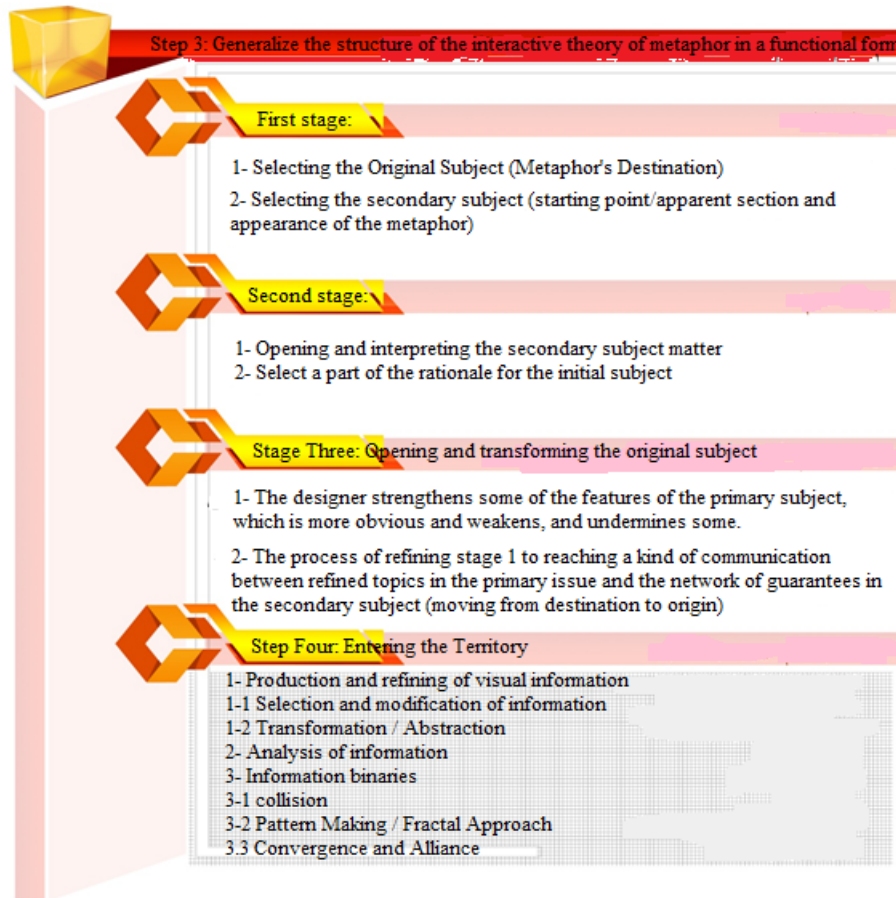 Step 3: Generalize the structure of the interactive theory of metaphor in a functional form
First stage:
1- Selecting the Original Subject (Metaphor's Destination)
2- Selecting the secondary subject (starting point/apparent section and
appearance of the metaphor)
Second stage:
1- Opening and interpreting the secondary subject matter
2- Select a part of the rationale for the initial subject
Stage Three: Opening and transforming the original subject
1- The designer strengthens some of the features of the primary subject,
which is more obvious and weakens, and undermines some.
2- The process of refining stage 1 to reaching a kind of communication
between refined topics in the primary issue and the network of guarantees in
the secondary subject (moving from destination to origin)
Step Four: Entering the Territory
1- Production and refining of visual information
1-1 Selection and modification of information
1-2 Transformation / Abstraction
2- Analysis of information
3- Information binaries
3-1 collision
3-2 Pattern Making / Fractal Approach
3.3 Convergence and Alliance